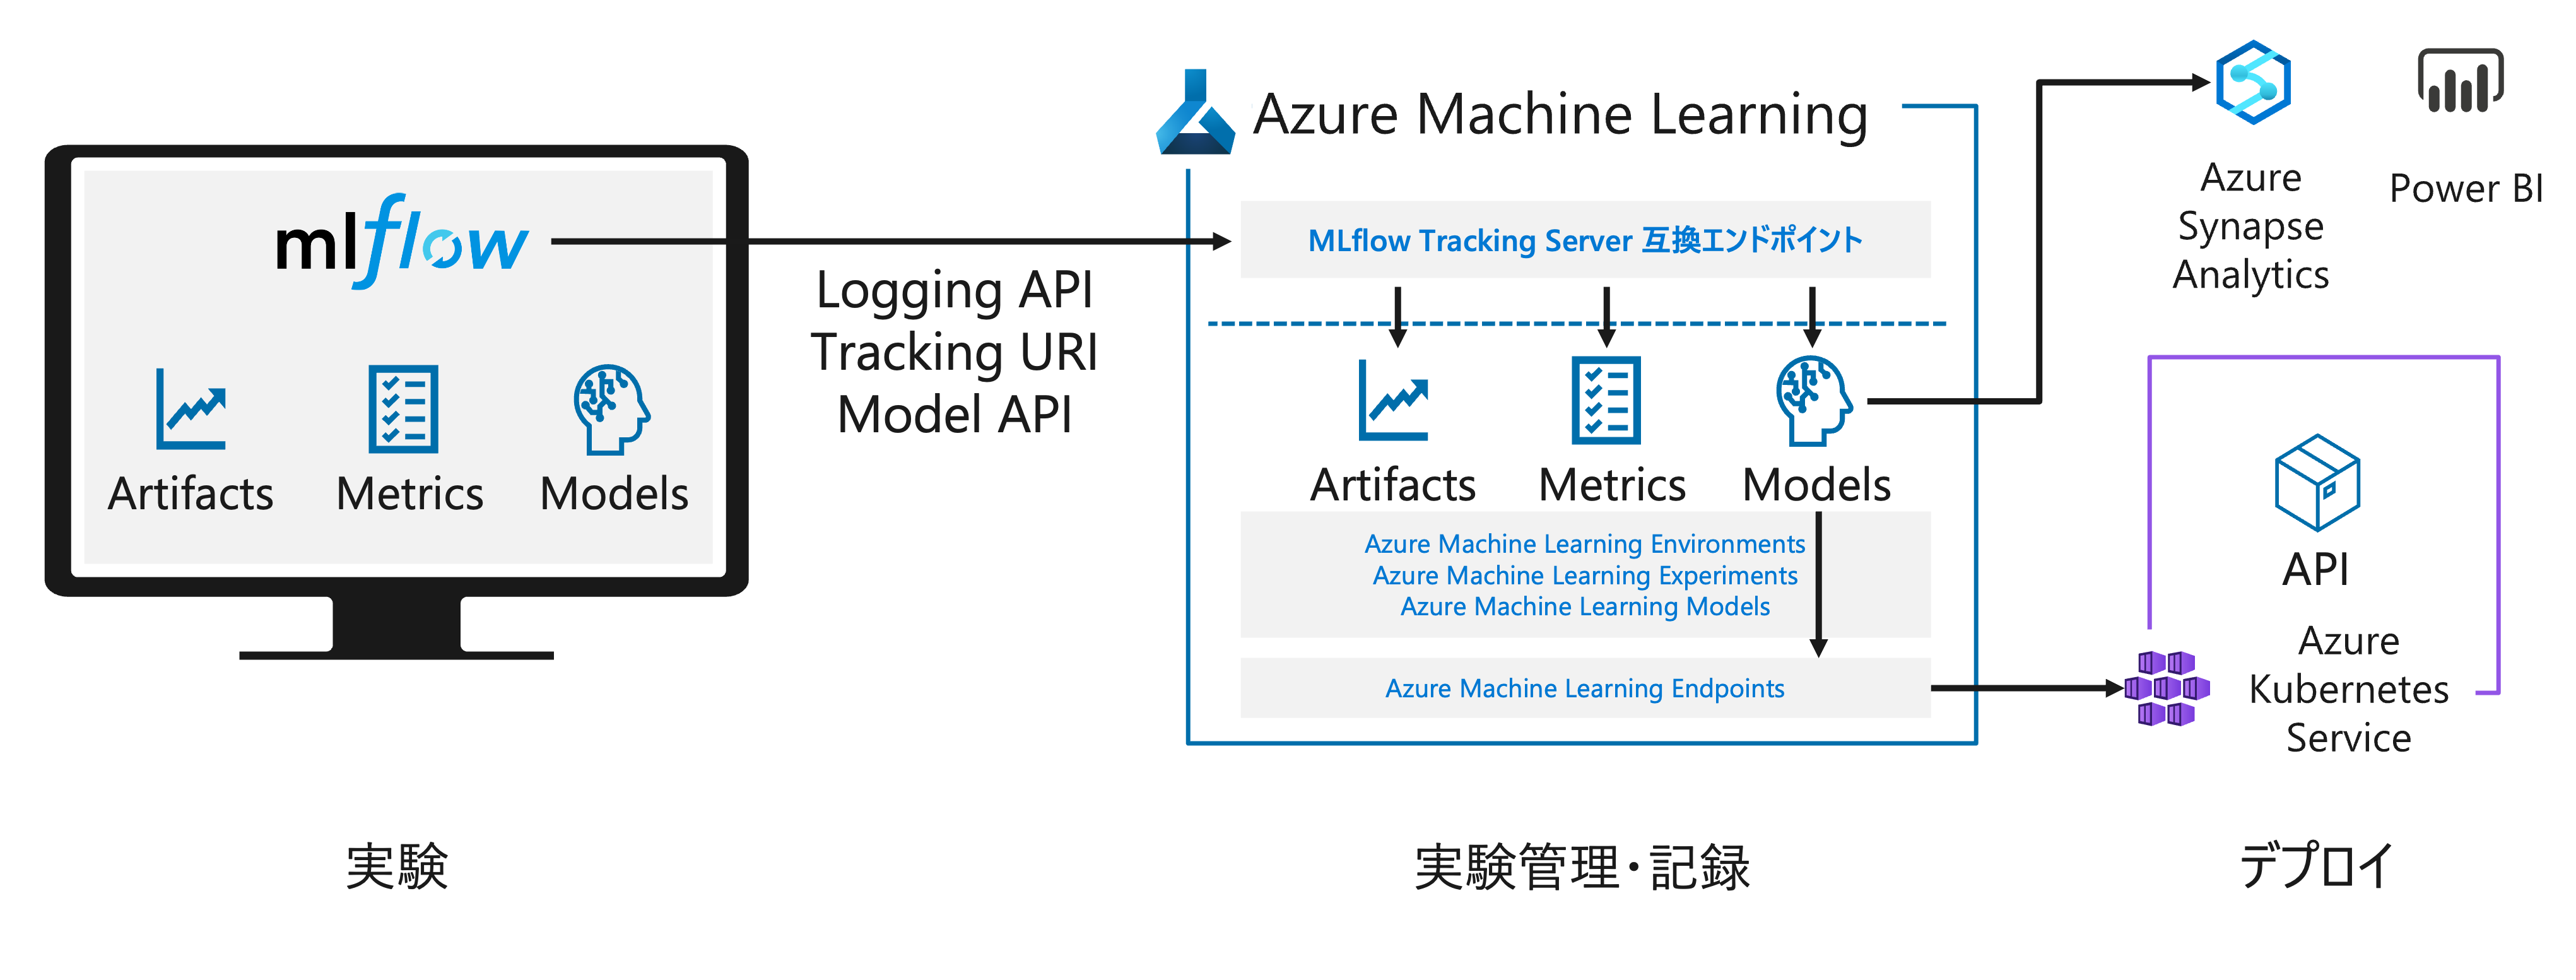 mlflow
Artifacts
Metrics
Models
Logging API
Tracking URI
Model API
Azure Machine Learning
MLflow Tracking Server 互換エンドポイント
Artifacts
Metrics
Models
Azure Machine Learning Environments
Azure Machine Learning Experiments
Azure Machine Learning Models
Azure Machine Learning Endpoints
Azure
Synapse
Analytics
Power BI
API
Azure
Kubernetes
Service
実験
実験管理・記録
デプロイ